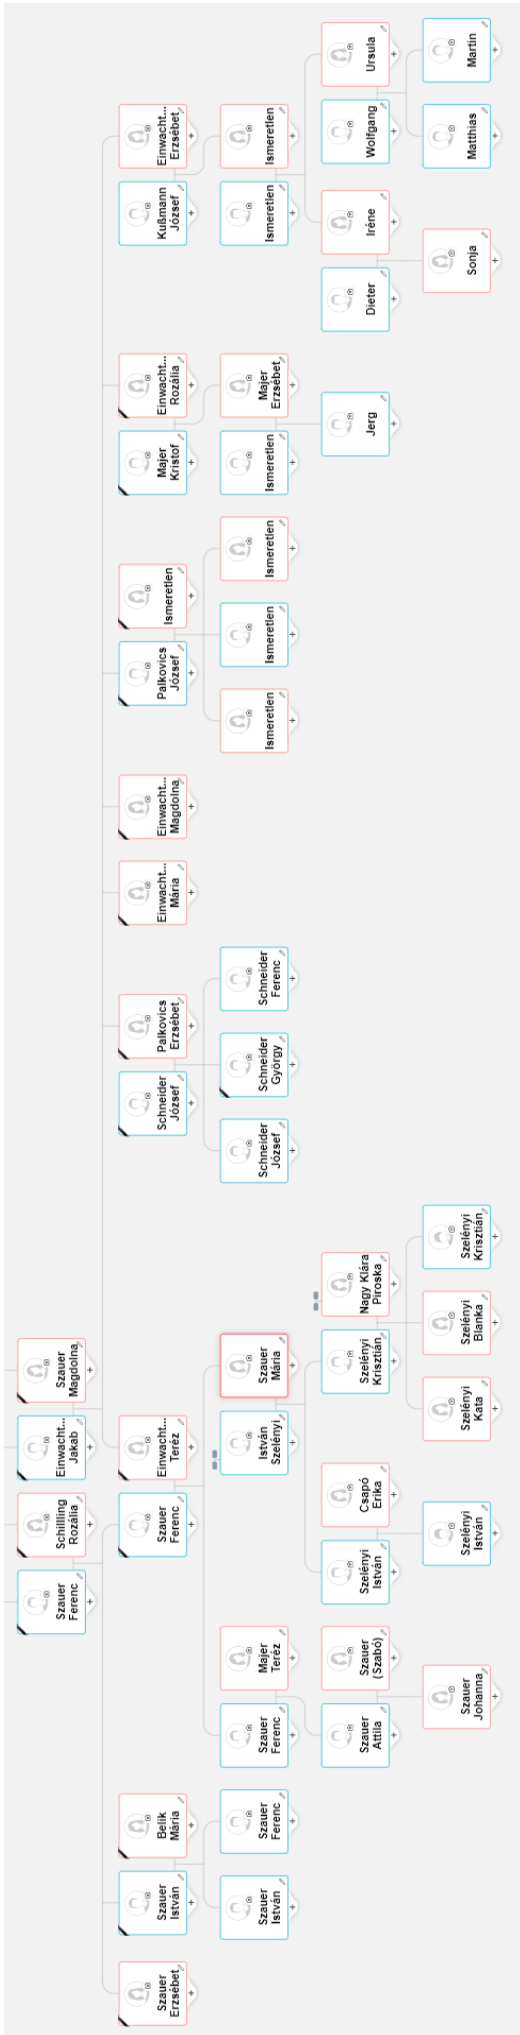 Szauer
Ferenc
Schillling
Rozália
Einwacht...
Jakab
Szauer
Magdolna
Szauer
Erzsébet
Szauer
István
Belik
Mária
Szauer
Ferenc
Einwacht...
Teréz
Schneider
József
Palkovics
Erzsébet
Einwacht...
Mária
Einwacht...
Magdolna
Palkovics
József
Ismeretlen
Majer
Kristof
Einwacht...
Rozália
Kußmann
József
Einwacht...
Erzsébet
Szauer
István
Szauer
Ferenc
Szauer
Ferenc
Majer
Teréz
István
Szelényi
Szauer
Mária
Schneider
József
Schneider
György
Schneider
Ferenc
Ismeretlen
Ismeretlen
Ismeretlen
Ismeretlen
Majer
Erzsébet
Ismeretlen
Ismeretlen
Szauer
Attila
Szauer
(Szabó)
Szelényi
István
Csapó
Erika
Szelényi
Krisztián
Nagy Klára
Piroska
Jerg
Dieter
Iréne
Wolfgang
Ursula
Szauer
Johanna
Szelényi
István
Szelényi
Kata
Szelényi
Blanka
Szelényi
Krisztián
Sonja
Matthias
Martin